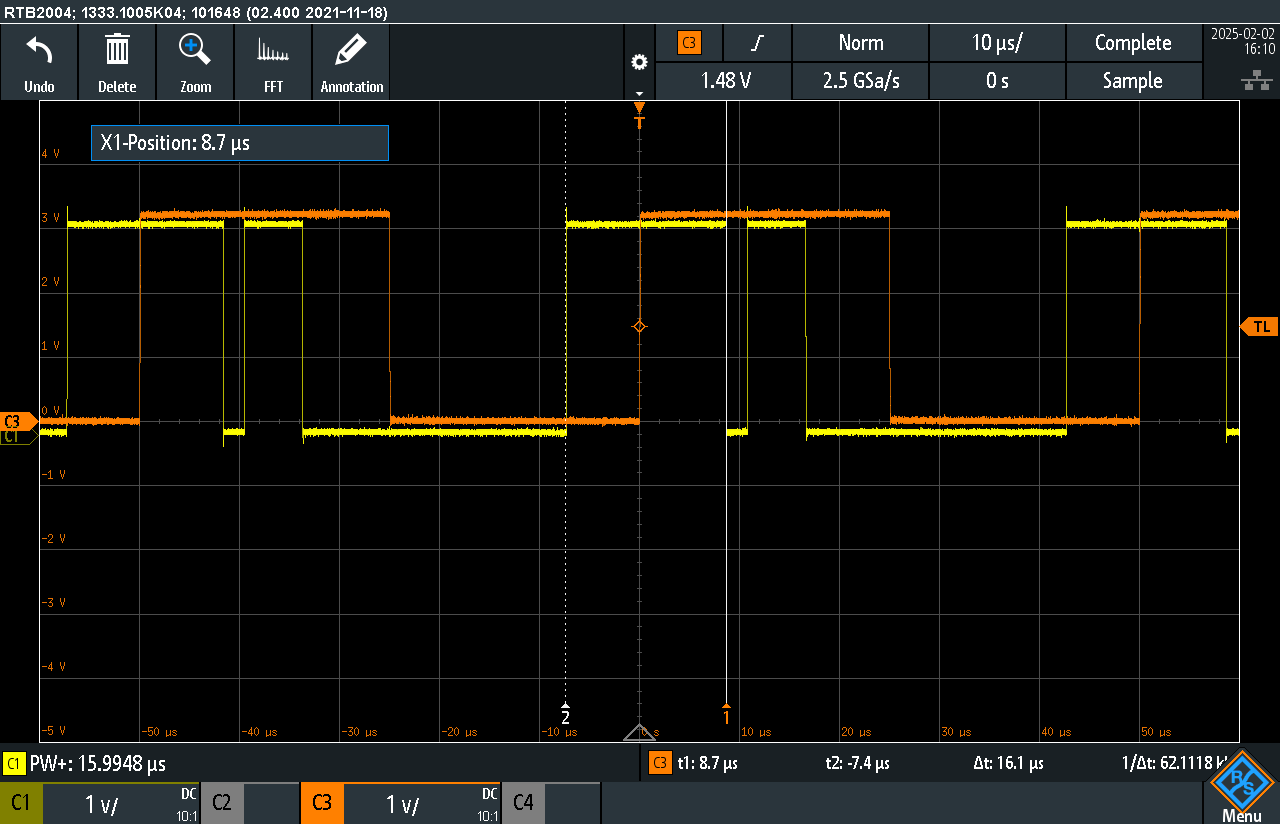 RTB2004; 1333.1005K04; 101648 (02.400 2021-11-18)
Undo Delete Zoom FFT Annotation
C3 Norm 10 µs/ Complete
1.48 V 2.5 GSa/s 0 s Sample
2025-02-02
16:10
T
X1-Position: 8.7 µs
4 V
3 V
2 V
TL
1 V
0 V
C3
C1
-1 V
-2 V
-3 V
-4 V
2 1
-5 V -50 µs -40 µs -30 µs -20 µs -10 µs 0 s 10 µs 20 µs 30 µs 40 µs 50 µs
C1 PW+: 15.9948 µs C3 t1: 8.7 µs t2: -7.4 µs Δt: 16.1 µs 1/Δt: 62.1118 k
C1 1 V/ DC 10:1 C2 C3 1 V/ DC 10:1 C4
R S
Menu